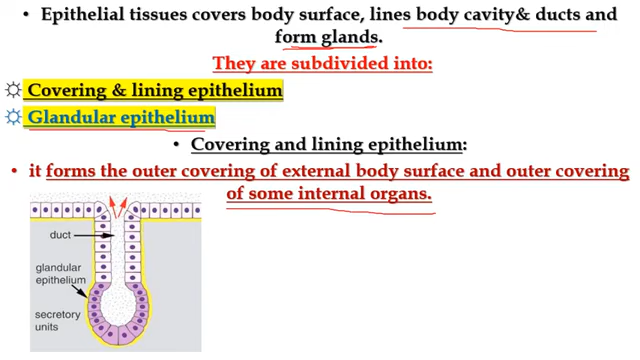 • Epithelial tissues covers body surface, lines body cavity& ducts and
form glands.
They are subdivided into:
Covering & lining epithelium
Glandular epithelium
• Covering and lining epithelium:
• it forms the outer covering of external body surface and outer covering
of some internal organs.
duct
glandular
epithelium
secretory
units